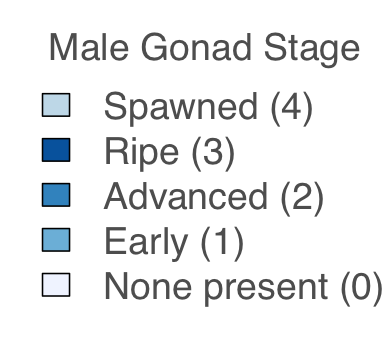 Male Gonad Stage
Spawned (4)
Ripe (3)
Advanced (2)
Early (1)
None present (0)